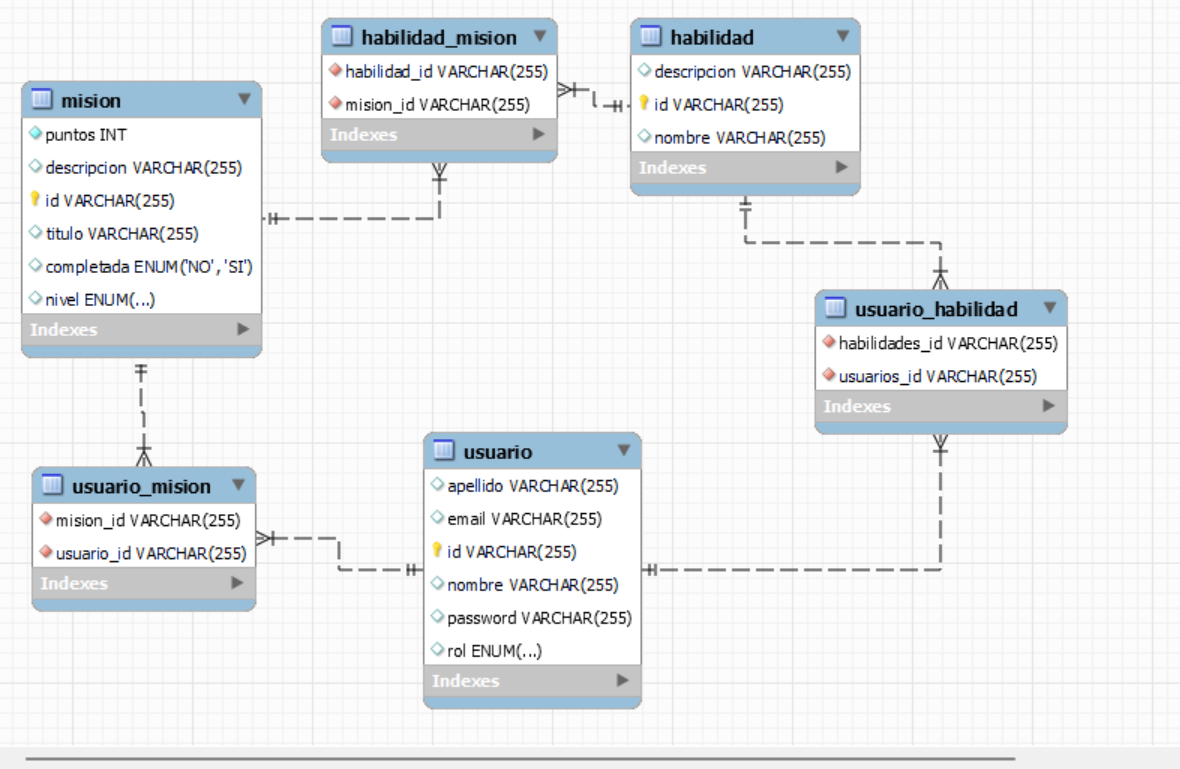 habilidad_mision
habilidad_id VARCHAR(255)
mision_id VARCHAR(255)
Indexes
habilidad
descripcion VARCHAR(255)
id VARCHAR(255)
nombre VARCHAR(255)
Indexes
mision
puntos INT
descripcion VARCHAR(255)
id VARCHAR(255)
titulo VARCHAR(255)
completada ENUM('NO', 'SI')
nivel ENUM(...)
Indexes
usuario_habilidad
habilidades_id VARCHAR(255)
usuarios_id VARCHAR(255)
Indexes
usuario_mision
mision_id VARCHAR(255)
usuario_id VARCHAR(255)
Indexes
usuario
apellido VARCHAR(255)
email VARCHAR(255)
id VARCHAR(255)
nombre VARCHAR(255)
password VARCHAR(255)
rol ENUM(...)
Indexes